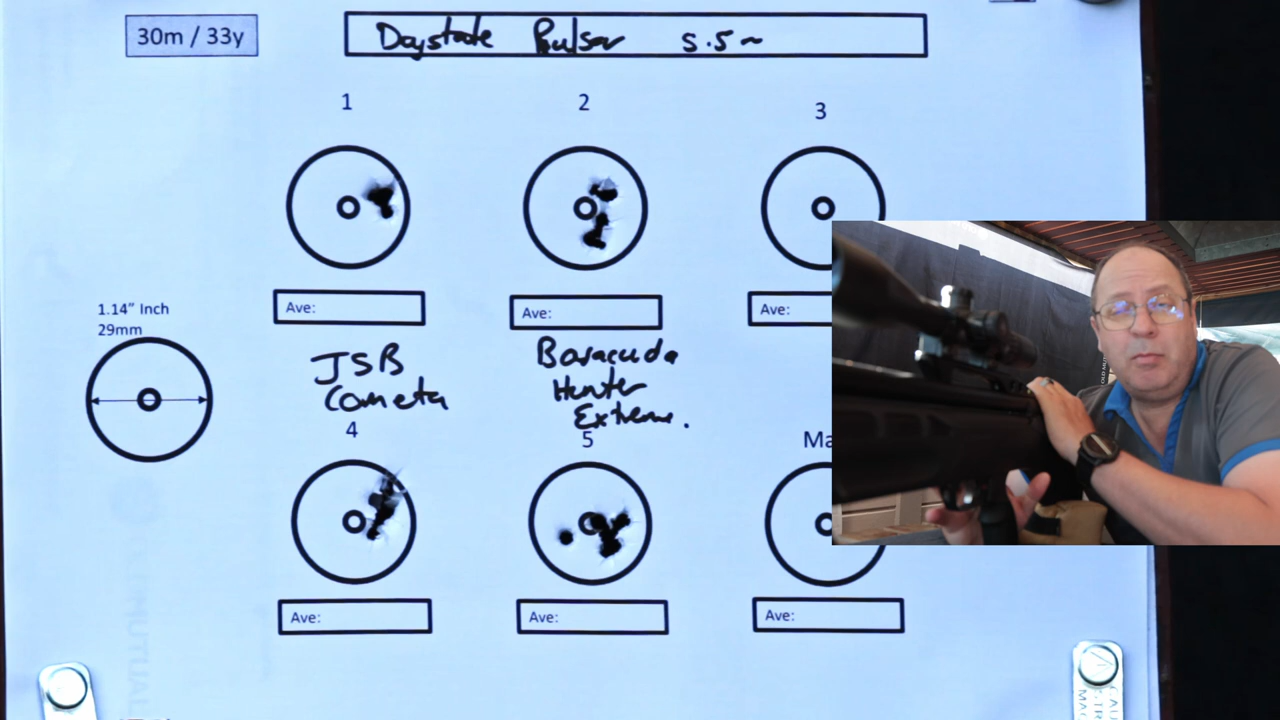 30m / 33y
Daystate Pulsar 5.5m
1
2
3
1.14" Inch
29mm
Ave:
Ave:
Ave:
JSB
Cometa
Baracuda
Hunter
Extreme.
4
5
Ma
Ave:
Ave:
Ave: